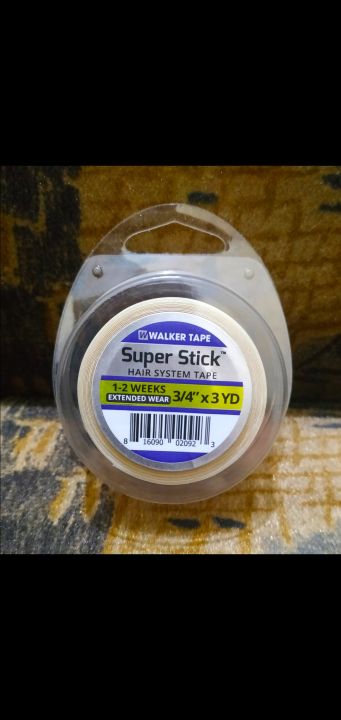 W WALKER TAPE
Super Stick™
HAIR SYSTEM TAPE
1-2 WEEKS
EXTENDED WEAR 3/4" x 3 YD
8 16090 02092 3